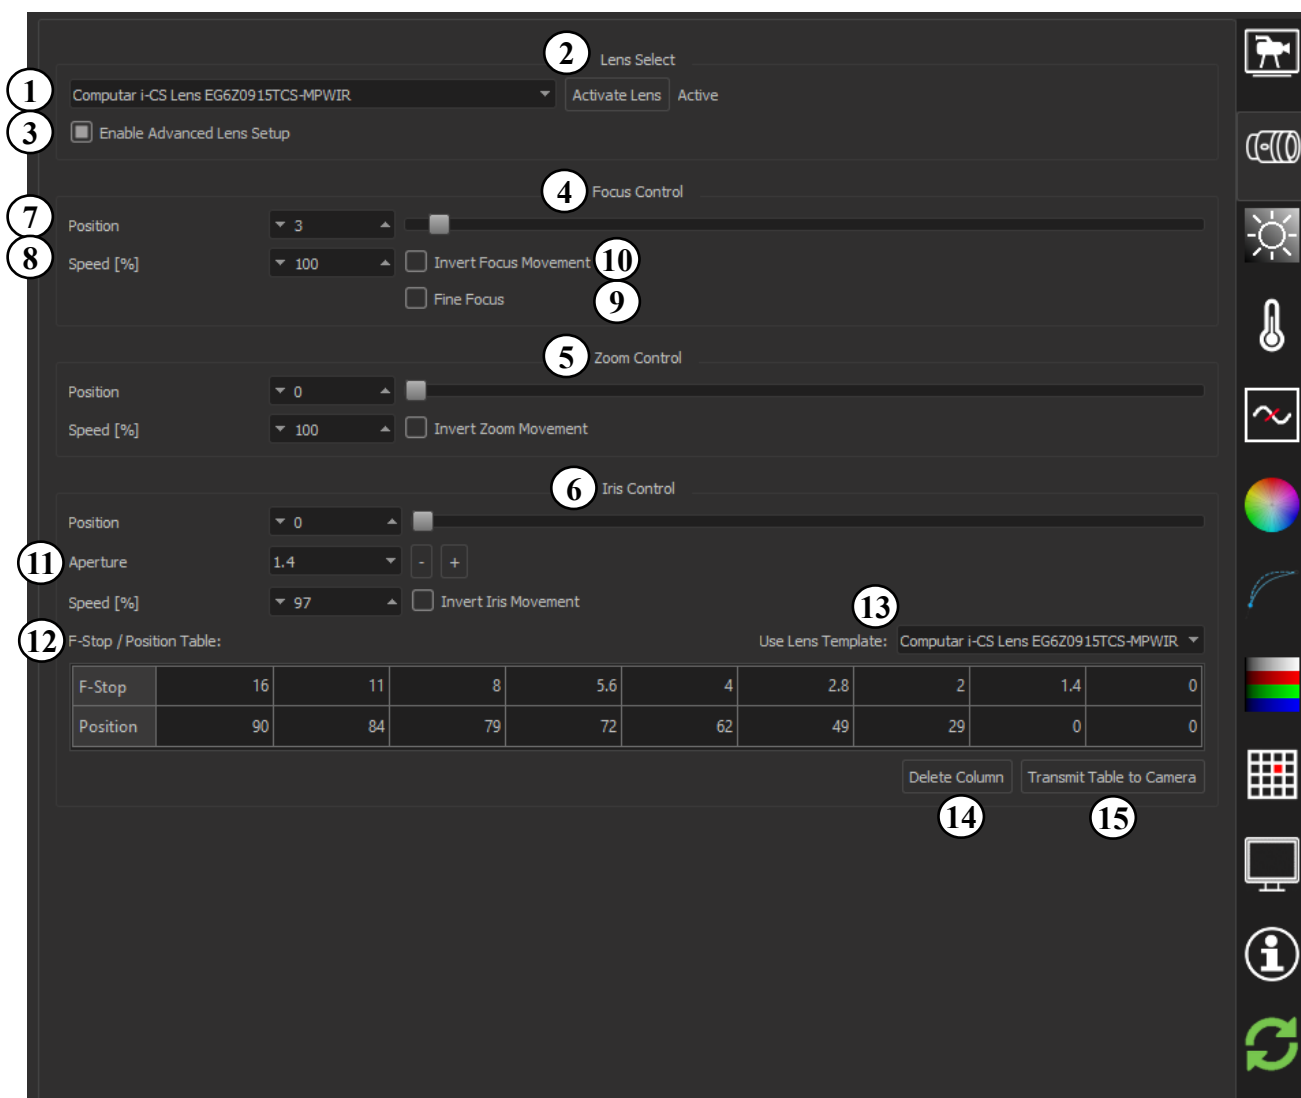 2 Lens Select
1 Computar i-CS Lens EG6Z0915TCS-MPWIR Activate Lens Active
3 Enable Advanced Lens Setup
4 Focus Control
7 Position 3
8 Speed [%] 100 Invert Focus Movement 10
Fine Focus 9
5 Zoom Control
Position 0
Speed [%] 100 Invert Zoom Movement
6 Iris Control
Position 0
11 Aperture 1.4 - +
Speed [%] 97 Invert Iris Movement 13
12 F-Stop / Position Table: Use Lens Template: Computar i-CS Lens EG6Z0915TCS-MPWIR
F-Stop 16 11 8 5.6 4 2.8 2 1.4 0
Position 90 84 79 72 62 49 29 0 0
Delete Column Transmit Table to Camera
14 15